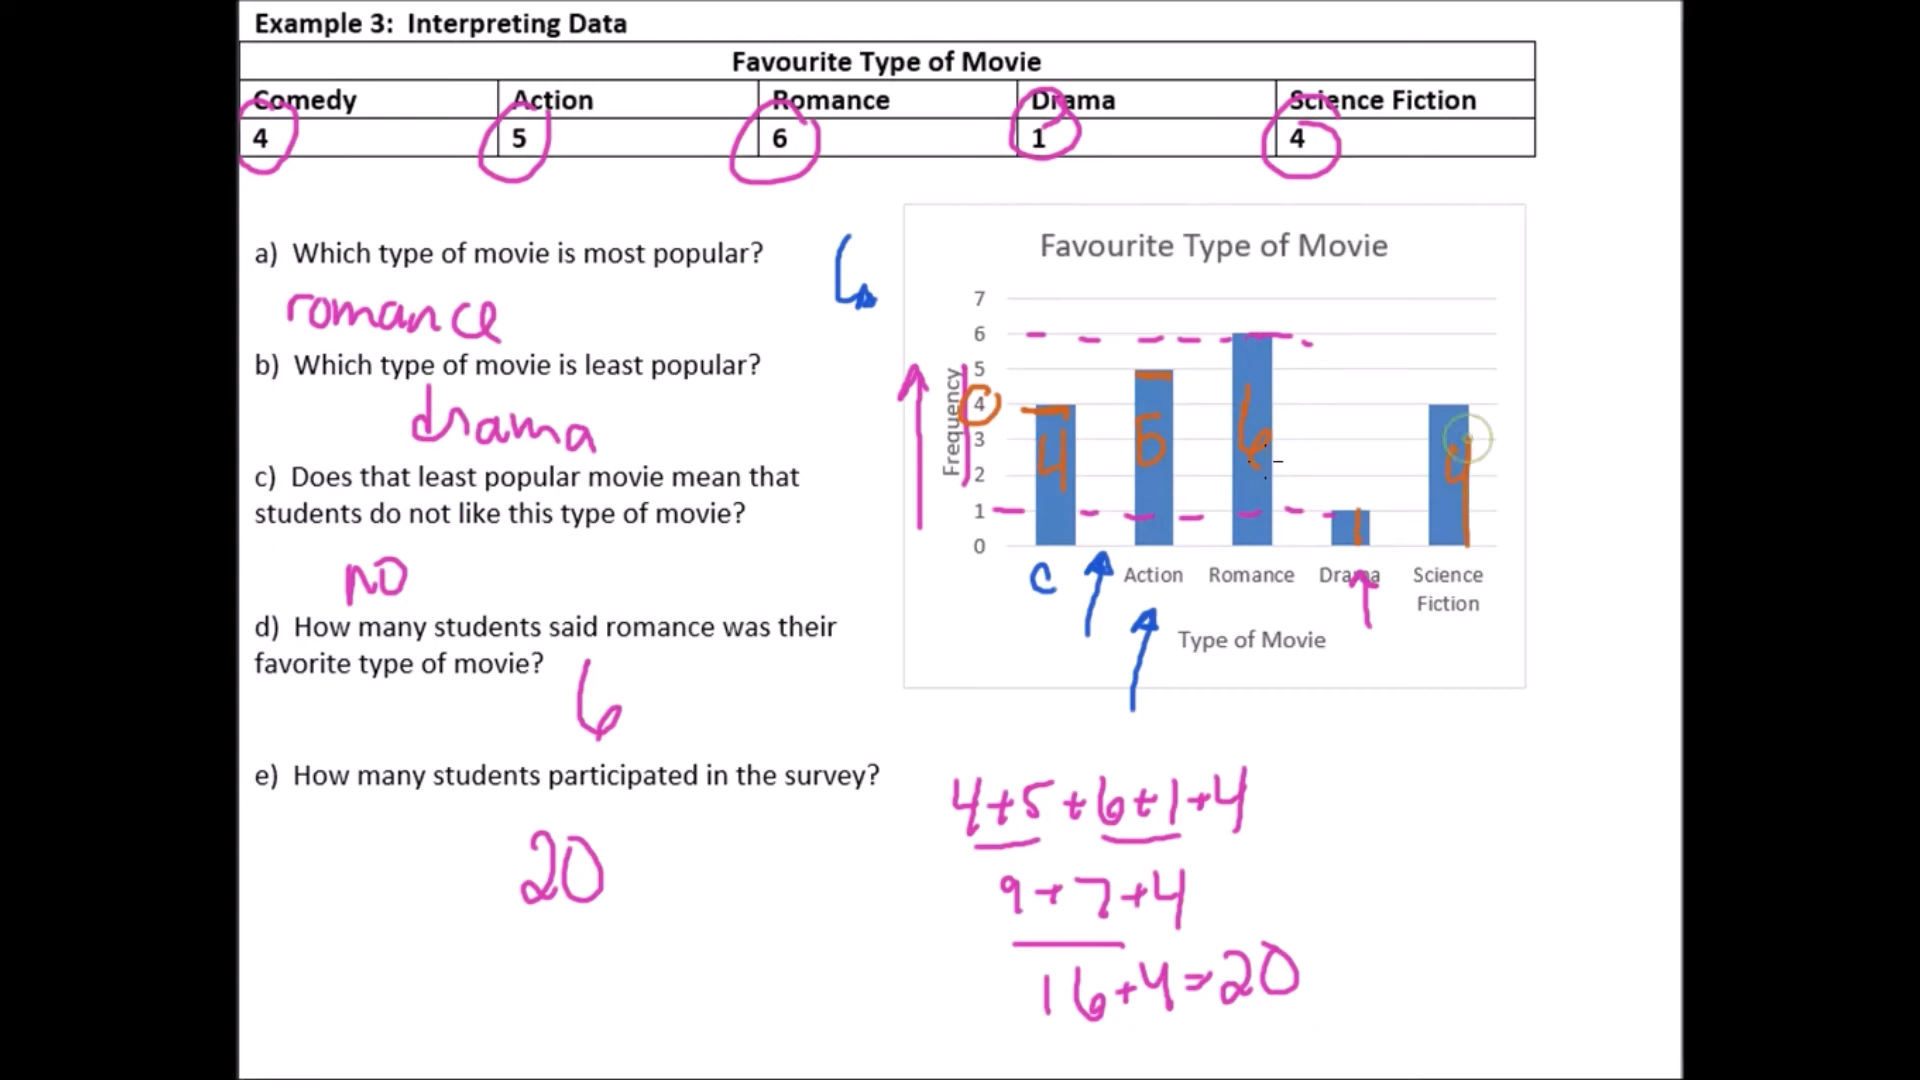 Example 3: Interpreting Data
Favourite Type of Movie
Comedy Action Romance Drama Science Fiction
4 5 6 1 4
a) Which type of movie is most popular?
romance
b) Which type of movie is least popular?
drama
c) Does that least popular movie mean that
students do not like this type of movie?
no
d) How many students said romance was their
favorite type of movie?
6
e) How many students participated in the survey?
20
Favourite Type of Movie
7
6
5
4
3
2
1
0
Frequency
4 5 6 1 4
C Action Romance Drama Science
Fiction
Type of Movie
4+5+6+1+4
9+7+4
16+4=20